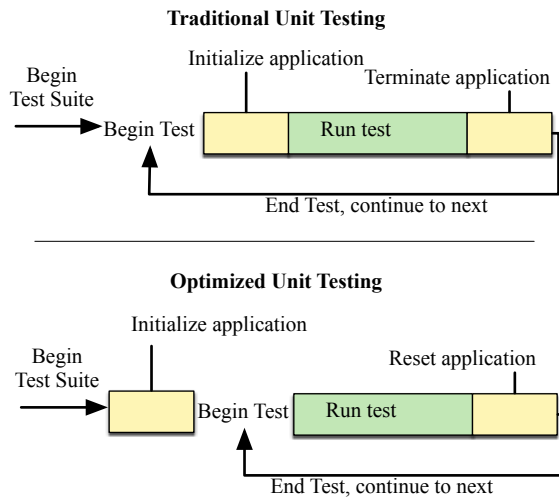 Traditional Unit Testing
Initialize application
Begin
Test Suite
Terminate application
Begin Test
Run test
End Test, continue to next
Optimized Unit Testing
Initialize application
Begin
Test Suite
Reset application
Begin Test
Run test
End Test, continue to next